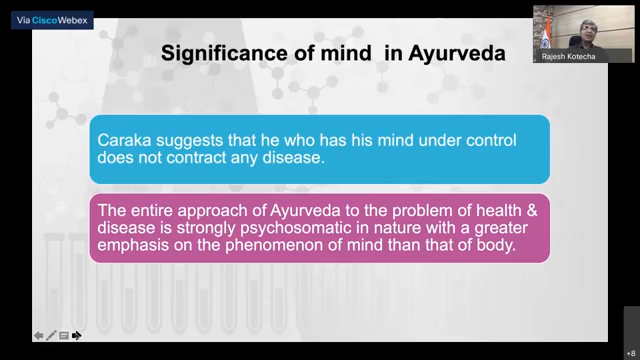 Via Cisco Webex
Significance of mind in Ayurveda
Rajesh Kotecha
Caraka suggests that he who has his mind under control
does not contract any disease.
The entire approach of Ayurveda to the problem of health &
disease is strongly psychosomatic in nature with a greater
emphasis on the phenomenon of mind than that of body.
+8